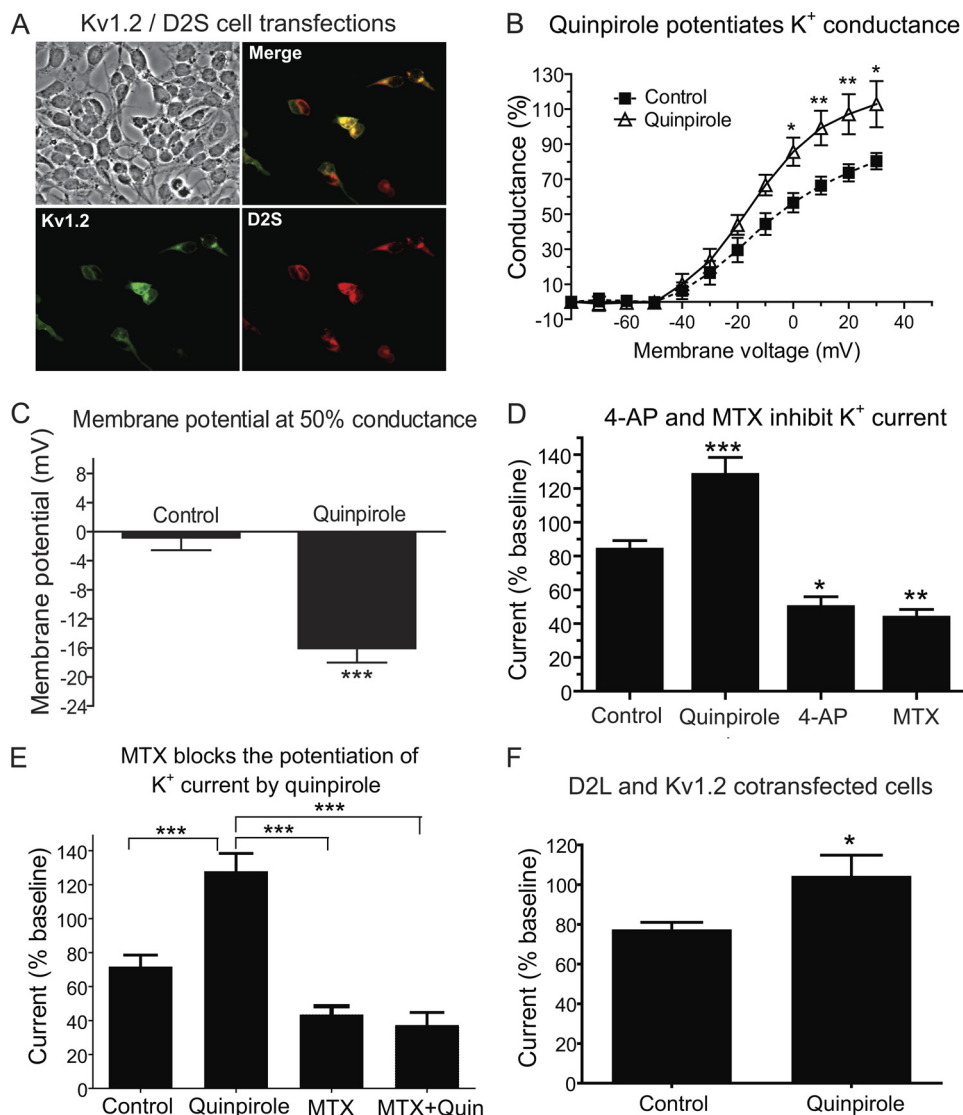 A
Kv1.2 / D2S cell transfections
Merge
Kv1.2
D2S
B
Quinpirole potentiates K+ conductance
Conductance (%)
130
110
90
70
50
30
10
-10
Control
Quinpirole
*
**
**
*
-60
-40
-20
0
20
40
Membrane voltage (mV)
C
Membrane potential at 50% conductance
Membrane potential (mV)
8
4
0
-4
-8
-12
-16
-20
-24
Control
Quinpirole
***
D
4-AP and MTX inhibit K+ current
Current (% baseline)
140
120
100
80
60
40
20
0
***
*
**
Control
Quinpirole
4-AP
MTX
E
MTX blocks the potentiation of
K+ current by quinpirole
Current (% baseline)
140
120
100
80
60
40
20
0
***
***
***
Control
Quinpirole
MTX
MTX+Quin
F
D2L and Kv1.2 cotransfected cells
Current (% baseline)
120
100
80
60
40
20
0
*
Control
Quinpirole